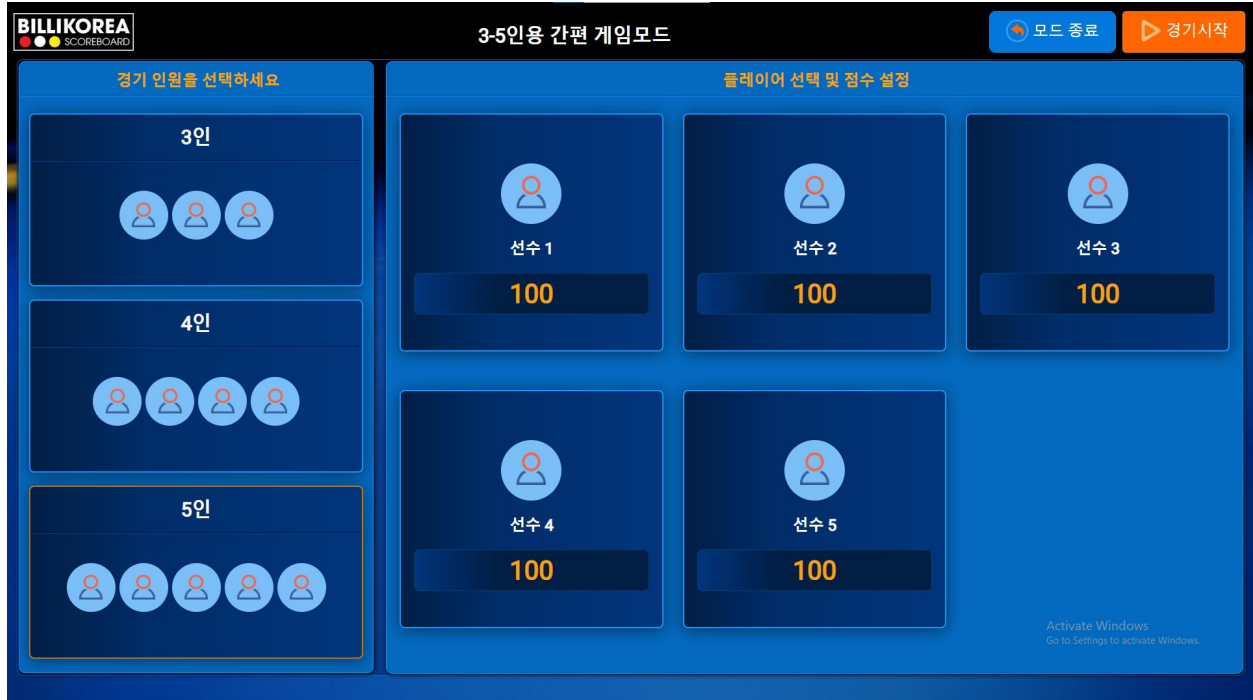 BILLIKOREA
SCOREBOARD
3-5인용 간편 게임모드
모드 종료
경기시작
경기 인원을 선택하세요
3인
4인
5인
플레이어 선택 및 점수 설정
선수 1
100
선수 2
100
선수 3
100
선수 4
100
선수 5
100
Activate Windows
Go to Settings to activate Windows.